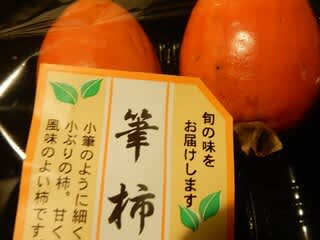 旬の味を
お届けします
筆柿
小筆のように細く
小ぶりの柿。甘く
風味のよい柿です